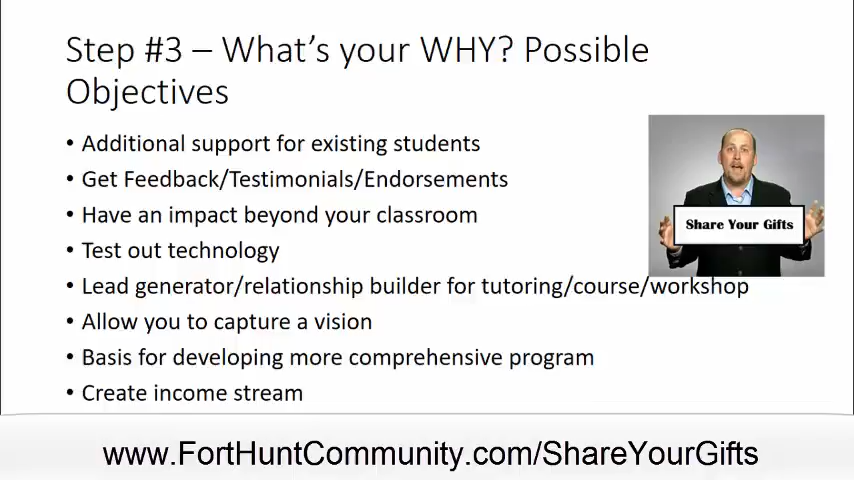 Step #3 – What's your WHY? Possible
Objectives
• Additional support for existing students
• Get Feedback/Testimonials/Endorsements
• Have an impact beyond your classroom
• Test out technology
• Lead generator/relationship builder for tutoring/course/workshop
• Allow you to capture a vision
• Basis for developing more comprehensive program
• Create income stream
Share Your Gifts
www.FortHuntCommunity.com/ShareYourGifts